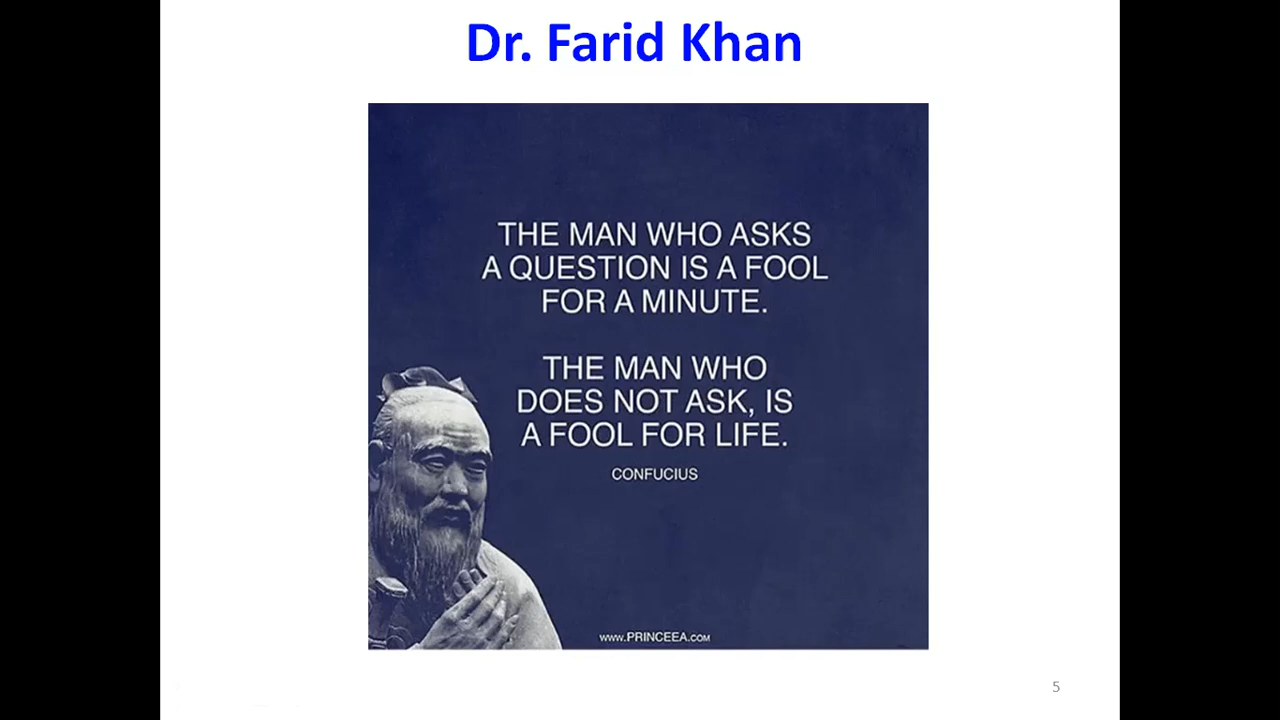 Dr. Farid Khan
THE MAN WHO ASKS
A QUESTION IS A FOOL
FOR A MINUTE.
THE MAN WHO
DOES NOT ASK, IS
A FOOL FOR LIFE.
CONFUCIUS
WWW.PRINCEEA.COM
5